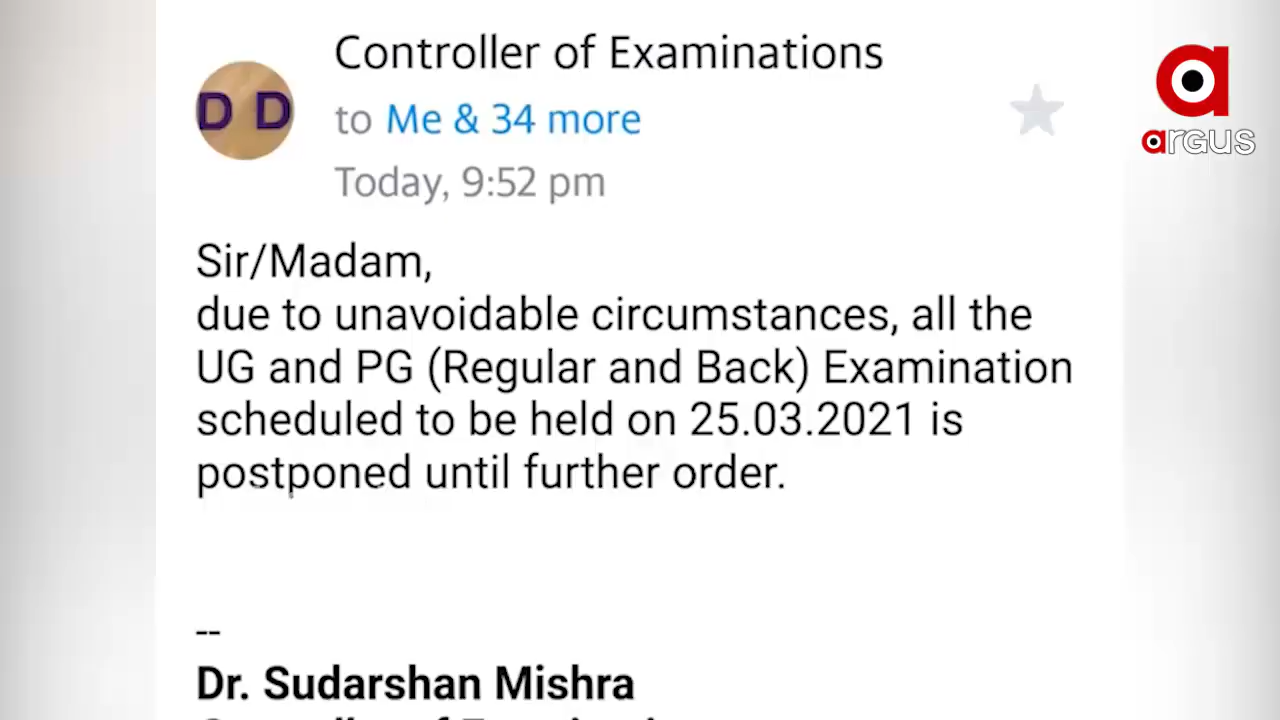 Controller of Examinations
D D
to Me & 34 more
Today, 9:52 pm
argus
Sir/Madam,
due to unavoidable circumstances, all the
UG and PG (Regular and Back) Examination
scheduled to be held on 25.03.2021 is
postponed until further order.
--
Dr. Sudarshan Mishra